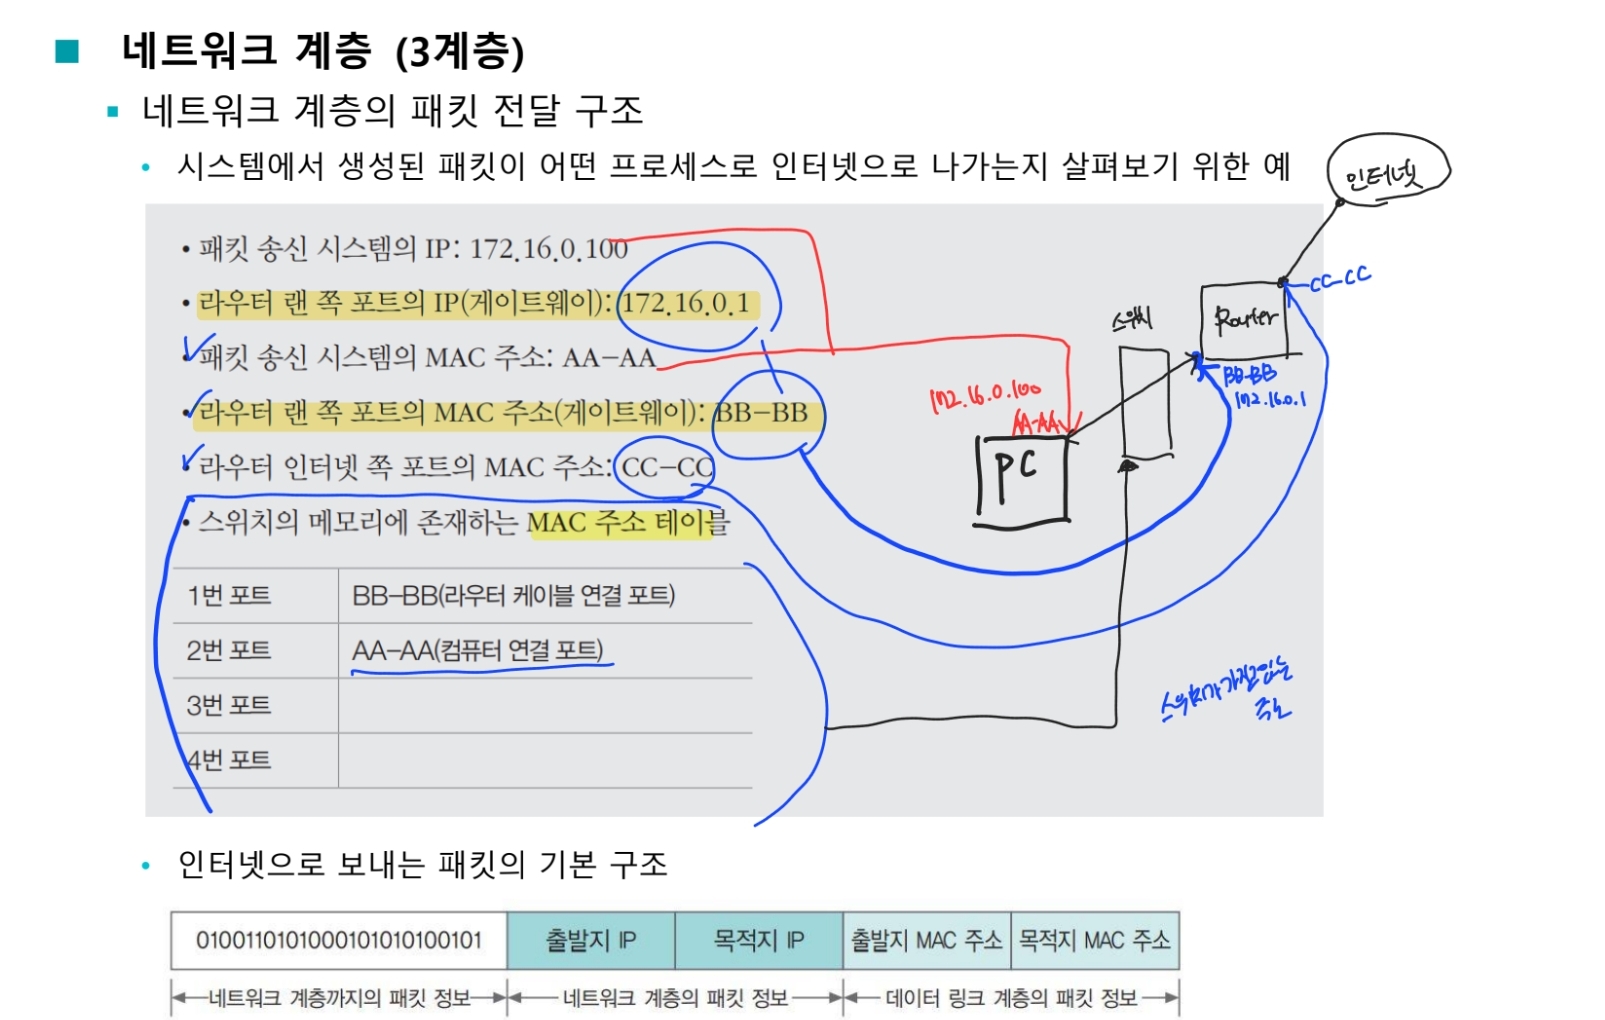 네트워크 계층 (3계층)
네트워크 계층의 패킷 전달 구조
시스템에서 생성된 패킷이 어떤 프로세스로 인터넷으로 나가는지 살펴보기 위한 예
인터넷
• 패킷 송신 시스템의 IP: 172.16.0.100
• 라우터 랜 쪽 포트의 IP(게이트웨이): 172.16.0.1
• 패킷 송신 시스템의 MAC 주소: AA-AA
• 라우터 랜 쪽 포트의 MAC 주소(게이트웨이): BB-BB
• 라우터 인터넷 쪽 포트의 MAC 주소: CC-CC
• 스위치의 메모리에 존재하는 MAC 주소 테이블
1번 포트 BB-BB(라우터 케이블 연결 포트)
2번 포트 AA-AA(컴퓨터 연결 포트)
3번 포트
4번 포트
CC-CC
Router
스위치
BB-BB
172.16.0.1
172.16.0.100
AA-AA
PC
스위치가 가지고 있는
주소
인터넷으로 보내는 패킷의 기본 구조
0100110101000101010100101 출발지 IP 목적지 IP 출발지 MAC 주소 목적지 MAC 주소
네트워크 계층까지의 패킷 정보 네트워크 계층의 패킷 정보 데이터 링크 계층의 패킷 정보